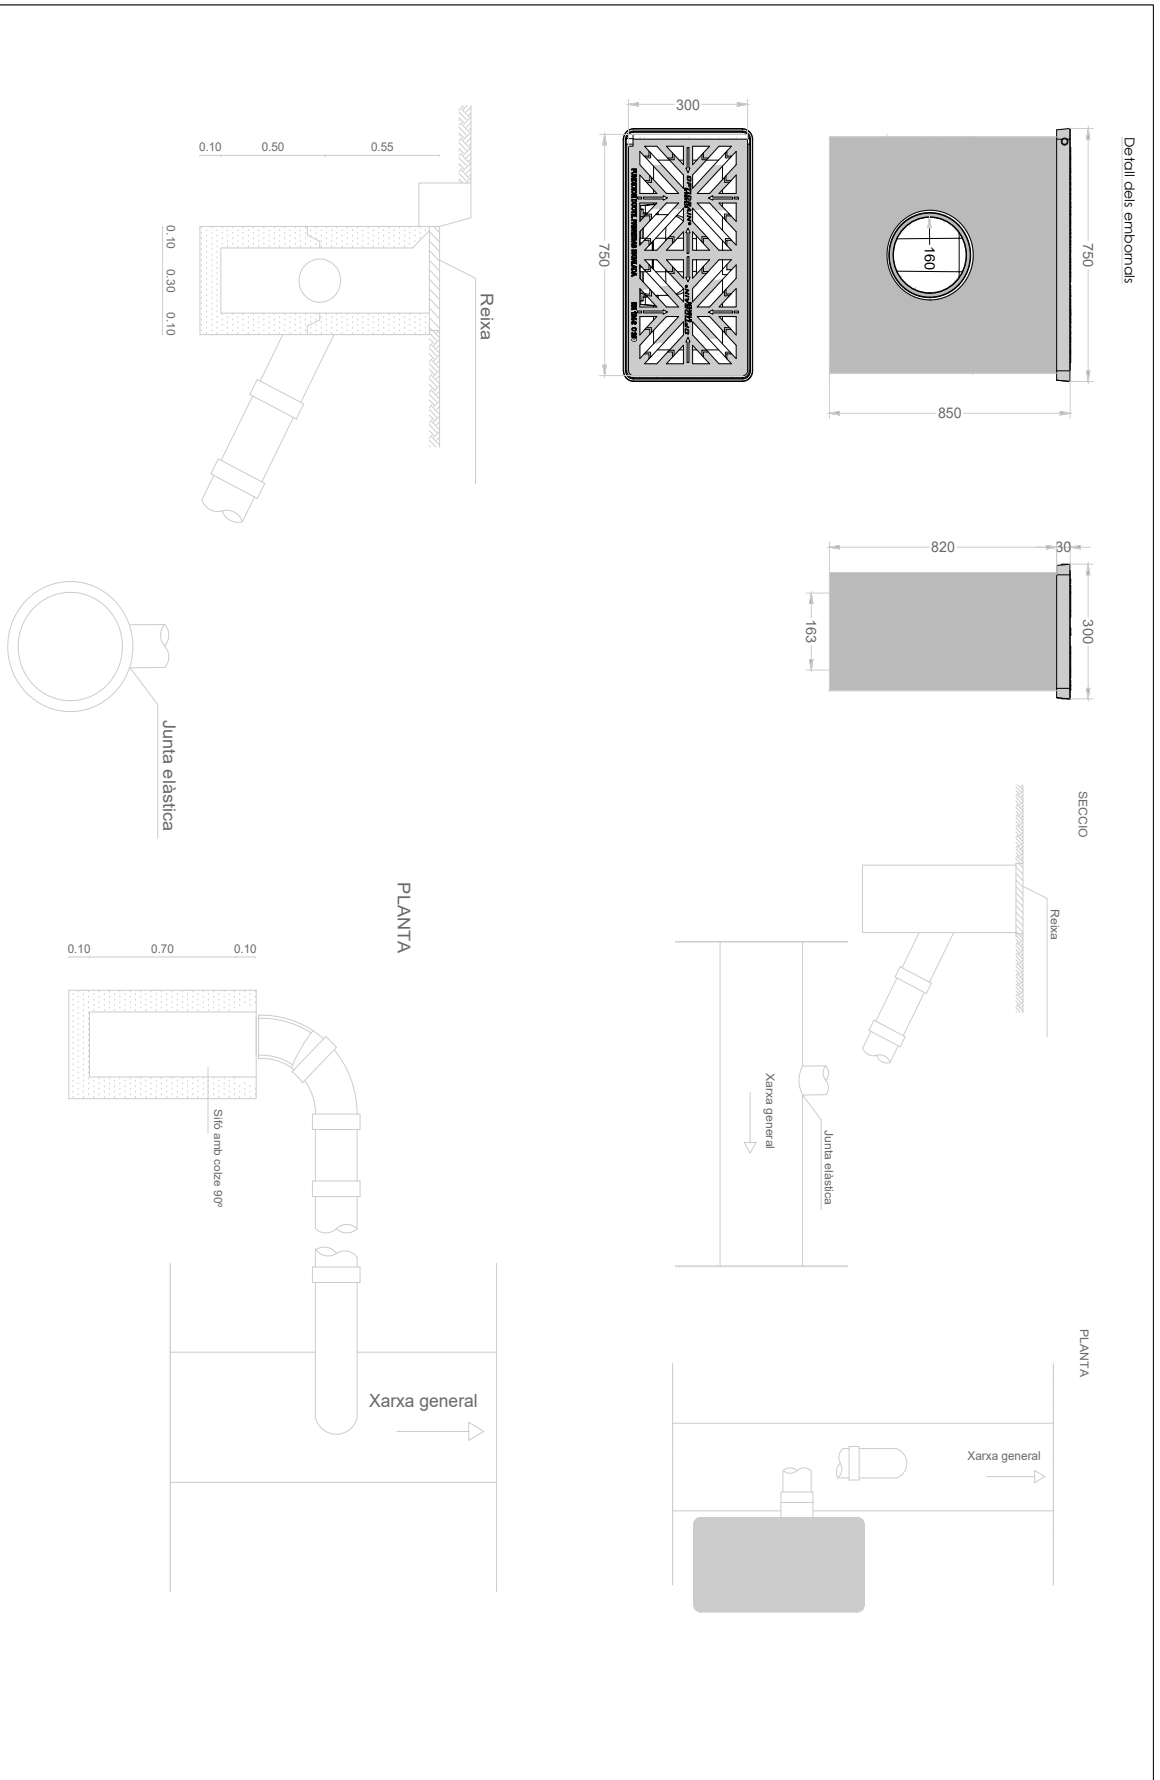 Detall dels embornals
750
160
850
300
750
820
30
300
163
SECCIO
Reixa
Xarxa general
Junta elàstica
PLANTA
Xarxa general
0.10
0.50
0.55
0.10
0.30
0.10
Reixa
Junta elàstica
PLANTA
0.10
0.70
0.10
Sifó amb colze 90º
Xarxa general